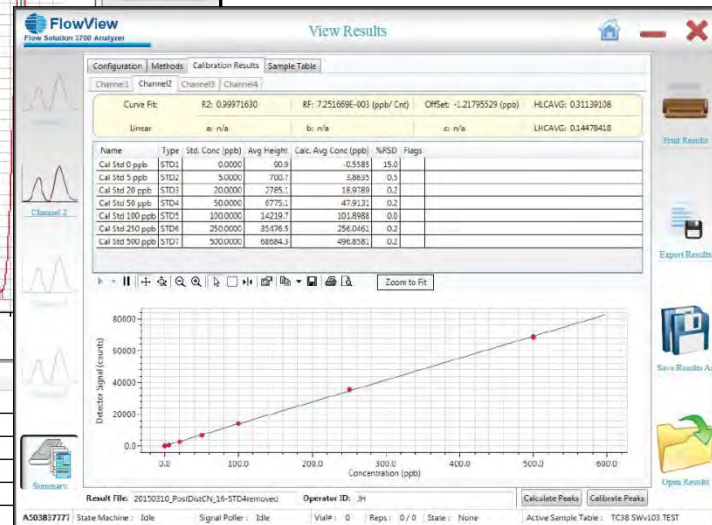 FlowView
Flow Solution 3700 Analyzer
View Results
Configuration Methods Calibration Results Sample Table
Channel1 Channel2 Channel3 Channel4
Curve Fit: R2: 0.99971630 RF: 7.251669E-003 (ppb/ Cnt) OffSet: -1.21795529 (ppb) HLCAVG: 0.31139108
Linear a: n/a b: n/a c: n/a LHCAVG: 0.14478418
Name Type Std. Conc (ppb) Avg Height Calc. Avg Conc (ppb) %RSD Flags
Cal Std 0 ppb STD1 0.0000 90.9 -0.5585 15.0
Cal Std 5 ppb STD2 5.0000 700.7 3.8635 0.5
Cal Std 20 ppb STD3 20.0000 2785.1 18.9789 0.2
Cal Std 50 ppb STD4 50.0000 6775.1 47.9131 0.2
Cal Std 100 ppb STD5 100.0000 14219.7 101.8988 0.0
Cal Std 250 ppb STD6 250.0000 35476.5 256.0461 0.2
Cal Std 500 ppb STD7 500.0000 68684.3 496.8581 0.2
Zoom to Fit
Channel 2
Summary
Print Results
Export Results
Save Results As
Open Results
Detector Signal (counts)
80000
60000
40000
20000
0.0
0.0 100.0 200.0 300.0 400.0 500.0 600.0
Concentration (ppb)
Result File: 20150310_PostDistCN_16-STD4removed Operator ID: JH Calculate Peaks Calibrate Peaks
A503837777 State Machine : Idle Signal Poller : Idle Vial# : 0 Reps : 0 / 0 State : None Active Sample Table : TC38 SWv103 TEST